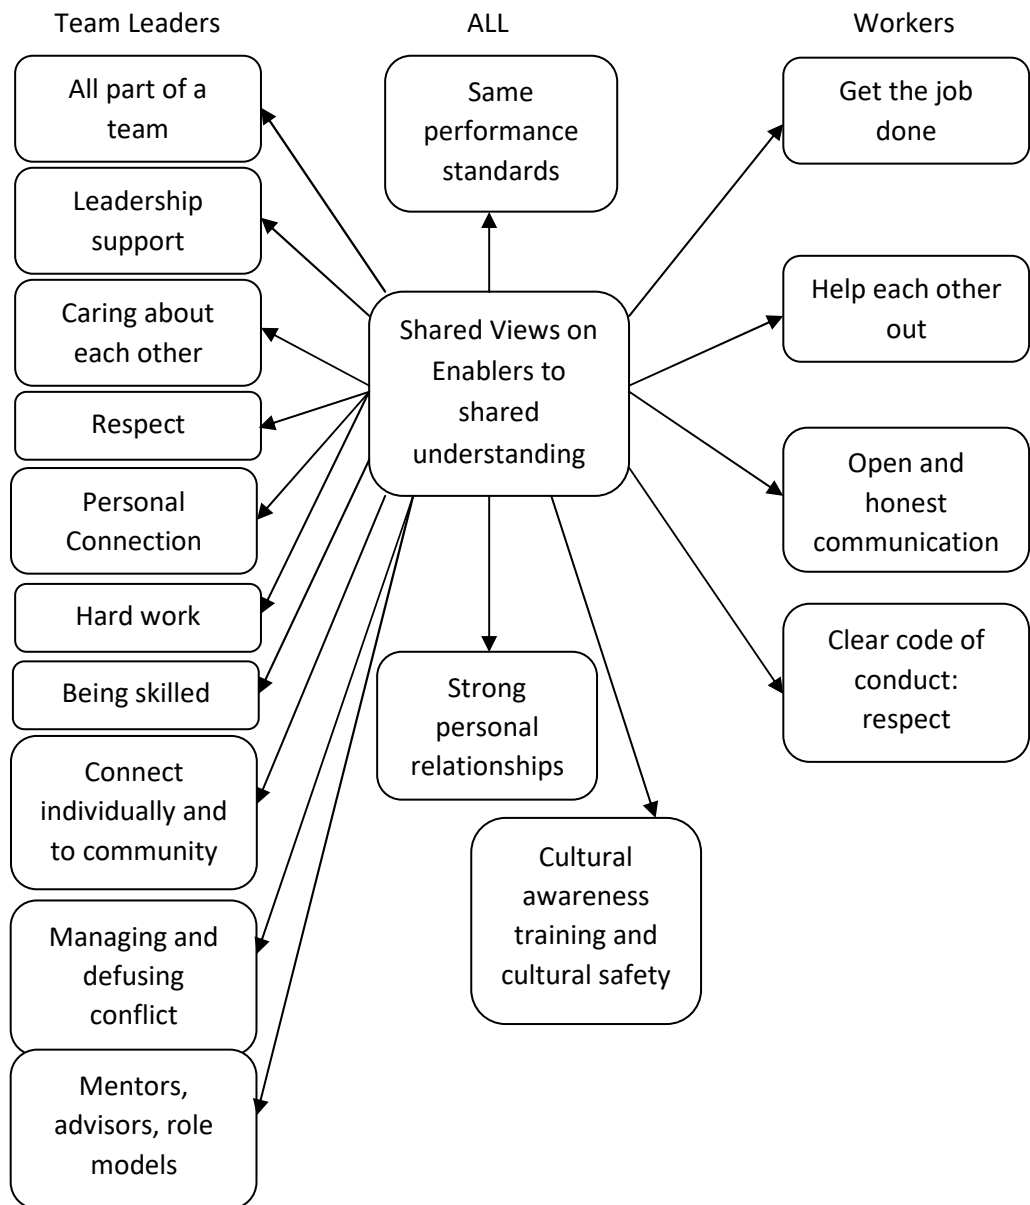 Team Leaders
ALL
Workers
All part of a
team
Leadership
support
Caring about
each other
Respect
Personal
Connection
Hard work
Being skilled
Connect
individually and
to community
Managing and
defusing
conflict
Mentors,
advisors, role
models
Same
performance
standards
Shared Views on
Enablers to
shared
understanding
Strong
personal
relationships
Cultural
awareness
training and
cultural safety
Get the job
done
Help each other
out
Open and
honest
communication
Clear code of
conduct:
respect